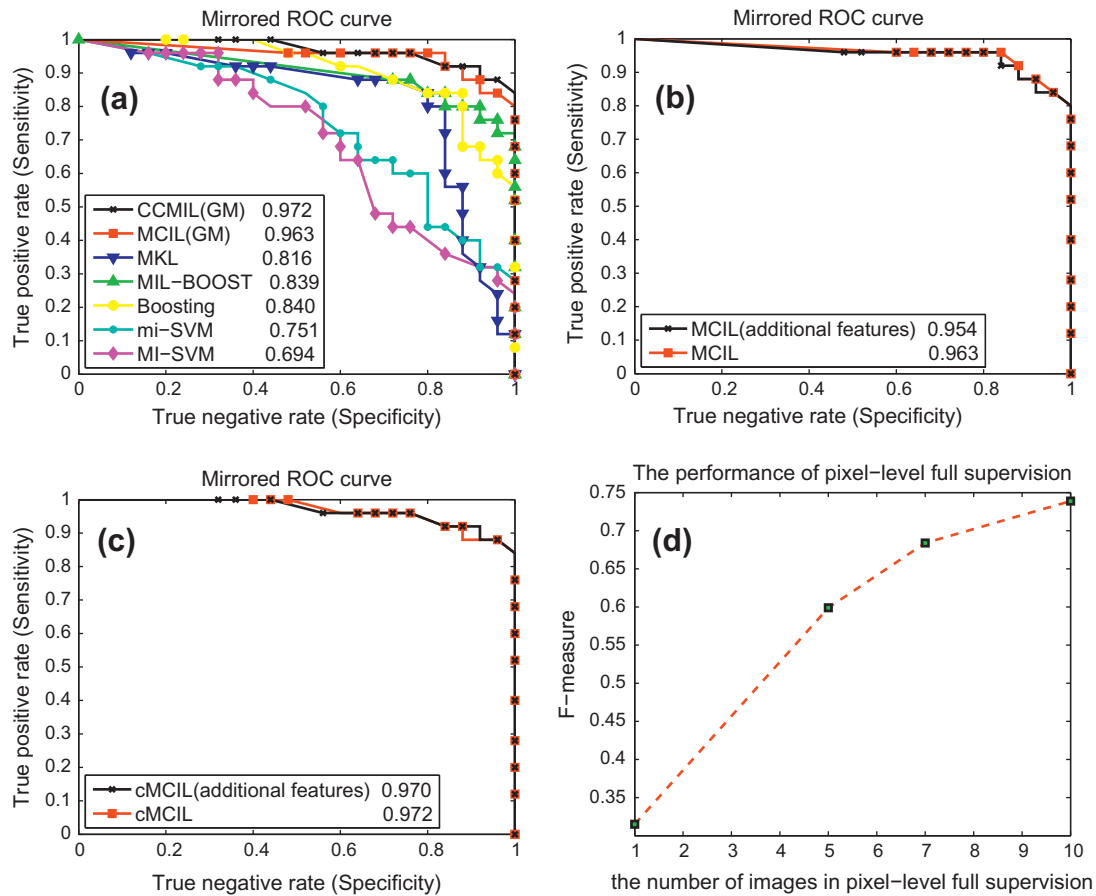 Mirrored ROC curve
(a)
True positive rate (Sensitivity)
1
0.9
0.8
0.7
0.6
0.5
0.4
0.3
0.2
0.1
0
CCMIL(GM) 0.972
MCIL(GM) 0.963
MKL 0.816
MIL−BOOST 0.839
Boosting 0.840
mi−SVM 0.751
MI−SVM 0.694
0.2 0.4 0.6 0.8 1
True negative rate (Specificity)
Mirrored ROC curve
(b)
True positive rate (Sensitivity)
1
0.9
0.8
0.7
0.6
0.5
0.4
0.3
0.2
0.1
0
MCIL(additional features) 0.954
MCIL 0.963
0.2 0.4 0.6 0.8 1
True negative rate (Specificity)
Mirrored ROC curve
(c)
True positive rate (Sensitivity)
1
0.9
0.8
0.7
0.6
0.5
0.4
0.3
0.2
0.1
0
cMCIL(additional features) 0.970
cMCIL 0.972
0 0.2 0.4 0.6 0.8 1
True negative rate (Specificity)
The performance of pixel−level full supervision
(d)
F−measure
0.75
0.7
0.65
0.6
0.55
0.5
0.45
0.4
0.35
1 2 3 4 5 6 7 8 9 10
the number of images in pixel−level full supervision